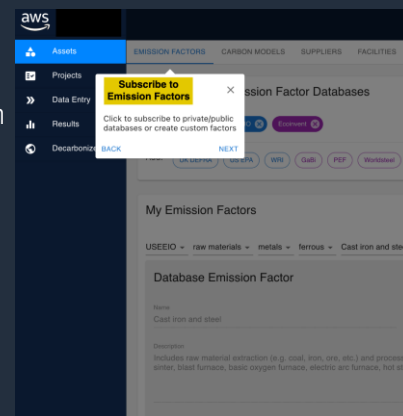 aws
Assets
Projects
Data Entry
Results
Decarbonize
EMISSION FACTORS CARBON MODELS SUPPLIERS FACILITIES
Subscribe to
Emission Factors
Click to subscribe to private/public
databases or create custom factors
BACK NEXT
ssion Factor Databases
Ecoinvent
UK DEFRA US EPA WRI GaBi PEF Worldsteel
My Emission Factors
USEEIO raw materials metals ferrous Cast iron and stee
Database Emission Factor
Name
Cast iron and steel
Description
Includes raw material extraction (e.g. coal, iron, ore, etc.) and process
sinter, blast furnace, basic oxygen furnace, electric arc furnace, hot st